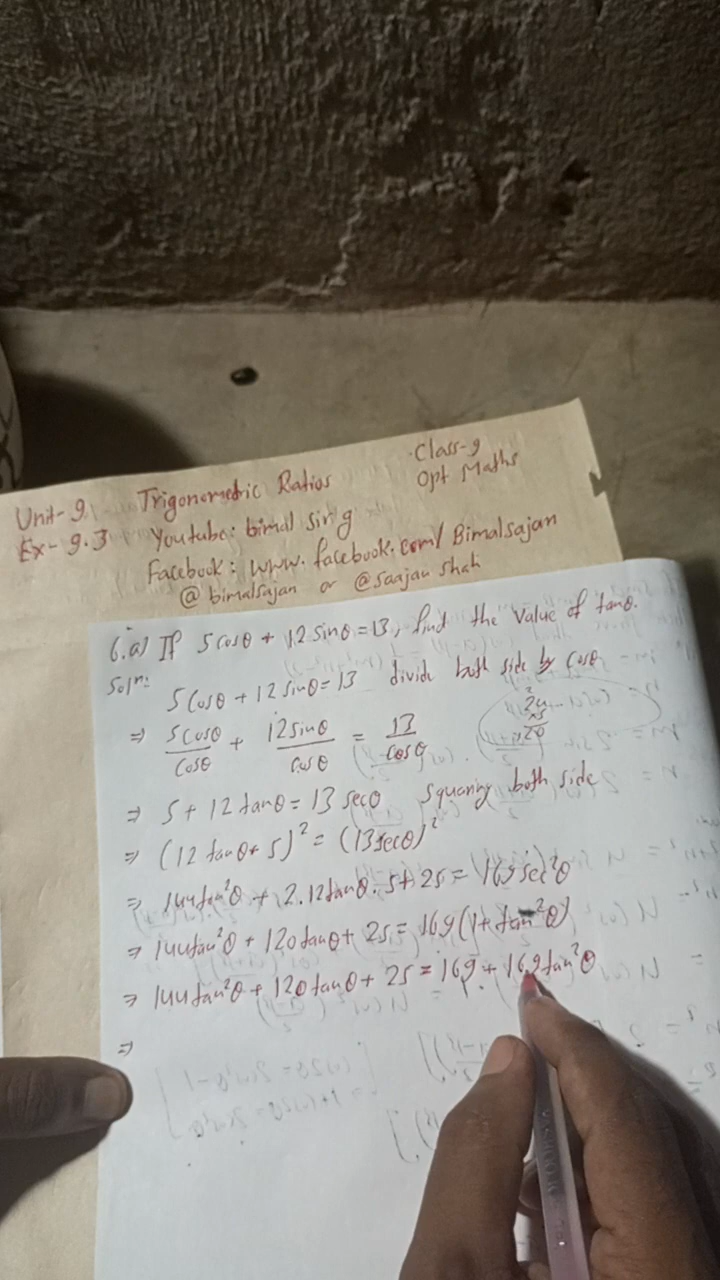 Unit-9 Trigonometric Ratios Class-9
Ex-9.3 Youtube: bimal sir g Opt Maths
Facebook: www.facebook.com/Bimalsajan
@bimalsajan or @saajan shah
6.a) If 5cosθ + 12sinθ=13, find the value of tanθ.
Solⁿ:
5cosθ + 12sinθ=13 divide both side by cosθ
⇒ 5cosθ/cosθ + 12sinθ/cosθ = 13/cosθ
⇒ 5+12tanθ=13secθ squaring both side
⇒ (12tanθ+5)² = (13secθ)²
⇒ 144tan²θ + 2.12tanθ.5+25=169sec²θ
⇒ 144tan²θ + 120tanθ+25=169(1+tan²θ)
⇒ 144tan²θ + 120tanθ+25=169+169tan²θ
⇒